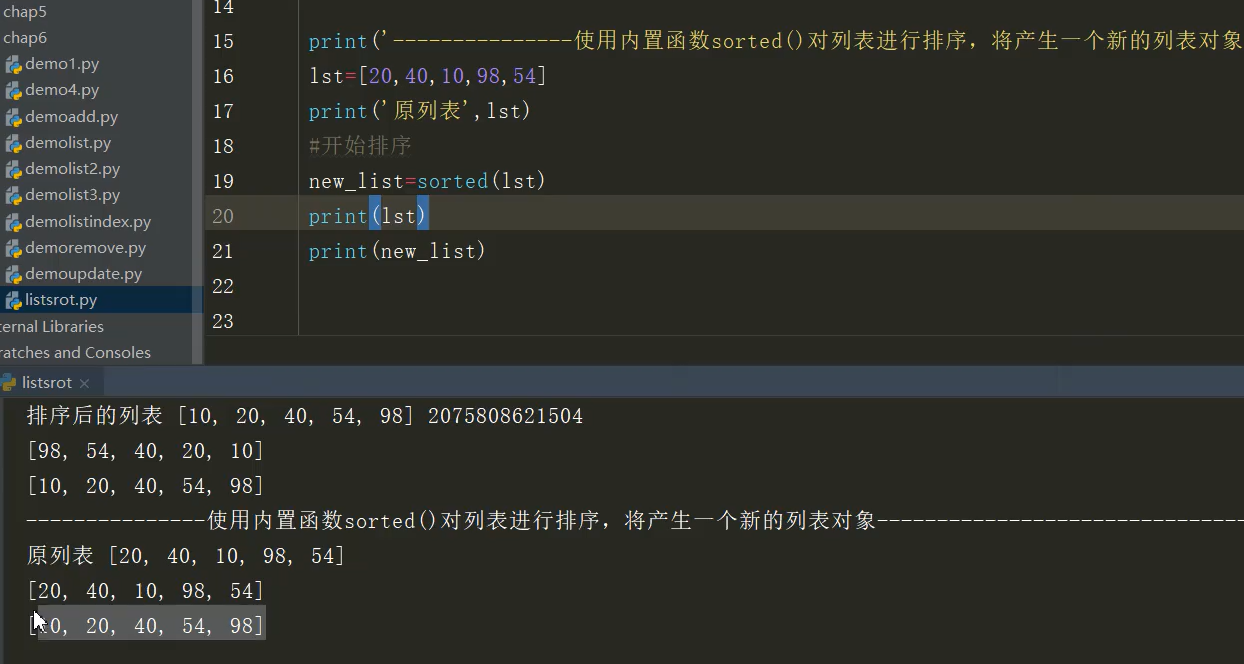 chap5
chap6
demo1.py
demo4.py
demoadd.py
demolist.py
demolist2.py
demolist3.py
demolistindex.py
demoremove.py
demoupdate.py
listsrot.py
ternal Libraries
ratches and Consoles
14
15 print('---------------使用内置函数sorted()对列表进行排序，将产生一个新的列表对象
16 lst=[20,40,10,98,54]
17 print('原列表',lst)
18 #开始排序
19 new_list=sorted(lst)
20 print(lst)
21 print(new_list)
22
23
listsrot ×
排序后的列表 [10, 20, 40, 54, 98] 2075808621504
[98, 54, 40, 20, 10]
[10, 20, 40, 54, 98]
---------------使用内置函数sorted()对列表进行排序，将产生一个新的列表对象------------------------------
原列表 [20, 40, 10, 98, 54]
[20, 40, 10, 98, 54]
[10, 20, 40, 54, 98]